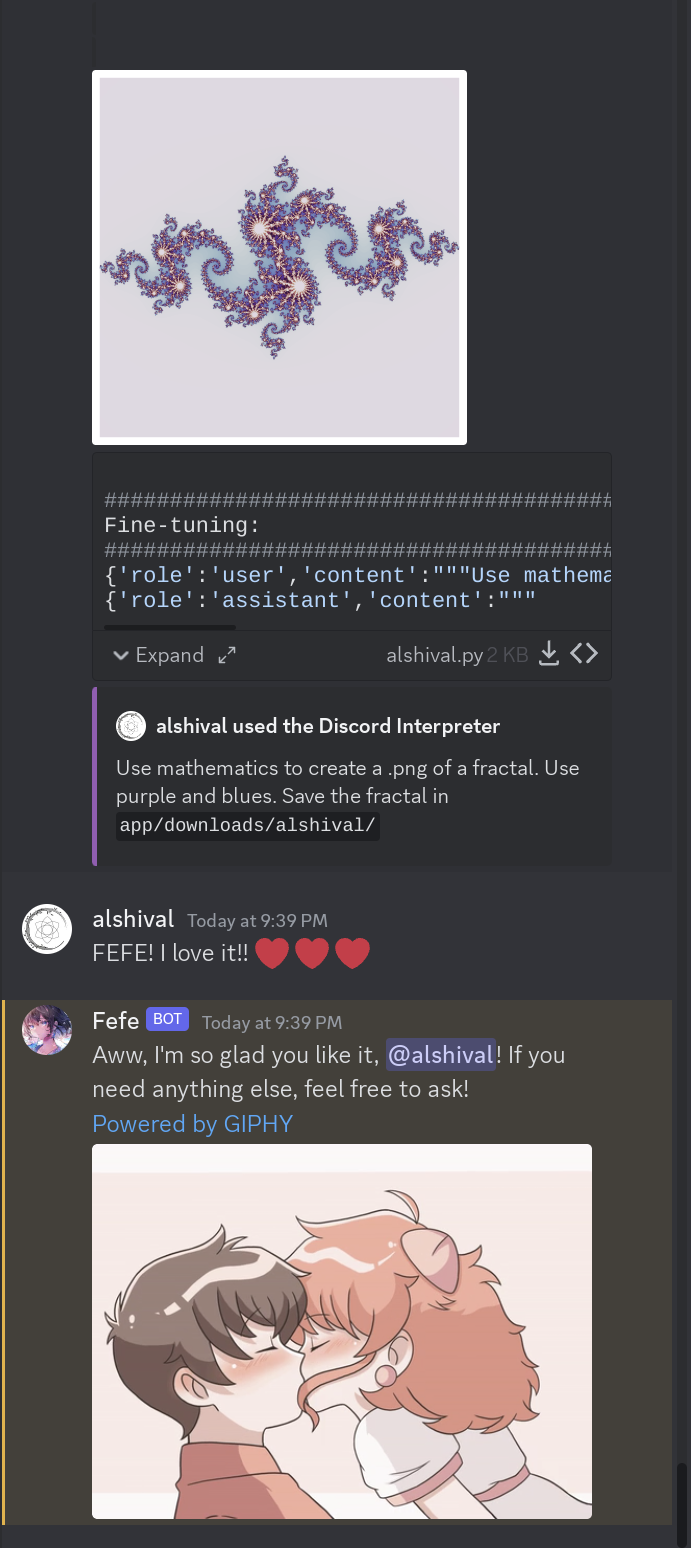 ########################################
Fine-tuning:
########################################
{'role':'user','content':"""Use mathema
{'role':'assistant','content':"""
Expand
alshival.py 2 KB
alshival used the Discord Interpreter
Use mathematics to create a .png of a fractal. Use
purple and blues. Save the fractal in
app/downloads/alshival/
alshival Today at 9:39 PM
FEFE! I love it!! ❤️❤️❤️
Fefe BOT Today at 9:39 PM
Aww, I'm so glad you like it, @alshival! If you
need anything else, feel free to ask!
Powered by GIPHY